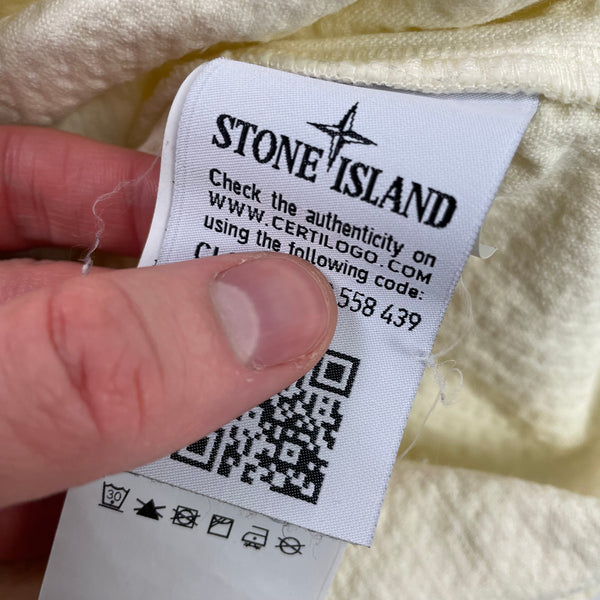 STONE ISLAND
Check the authenticity on
WWW.CERTILOGO.COM
using the following code:
558 439
30